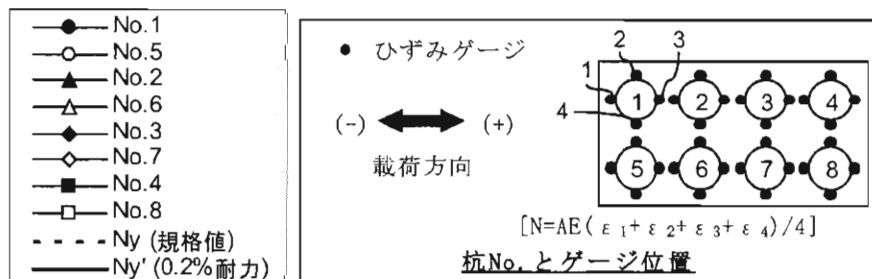 No.1
No.5
No.2
No.6
No.3
No.7
No.4
No.8
Ny (規格値)
Ny' (0.2%耐力)
● ひずみゲージ
(-) (+)
載荷方向
2 3
1
4
1 2 3 4
5 6 7 8
[N=AE(ε1+ε2+ε3+ε4)/4]
杭No.とゲージ位置